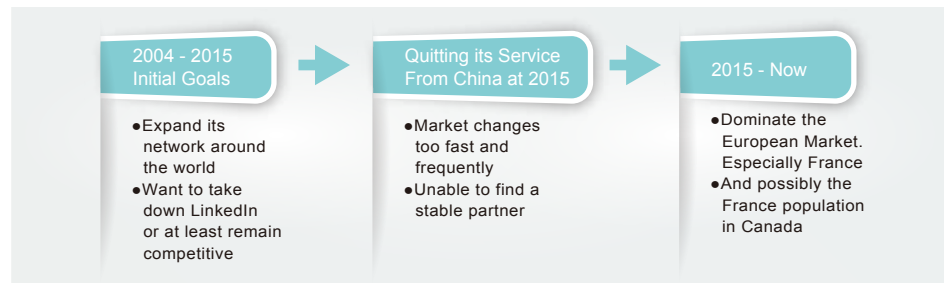 2004 - 2015
Initial Goals
●Expand its
network around
the world
●Want to take
down LinkedIn
or at least remain
competitive
Quitting its Service
From China at 2015
●Market changes
too fast and
frequently
●Unable to find a
stable partner
2015 - Now
●Dominate the
European Market.
Especially France
●And possibly the
France population
in Canada